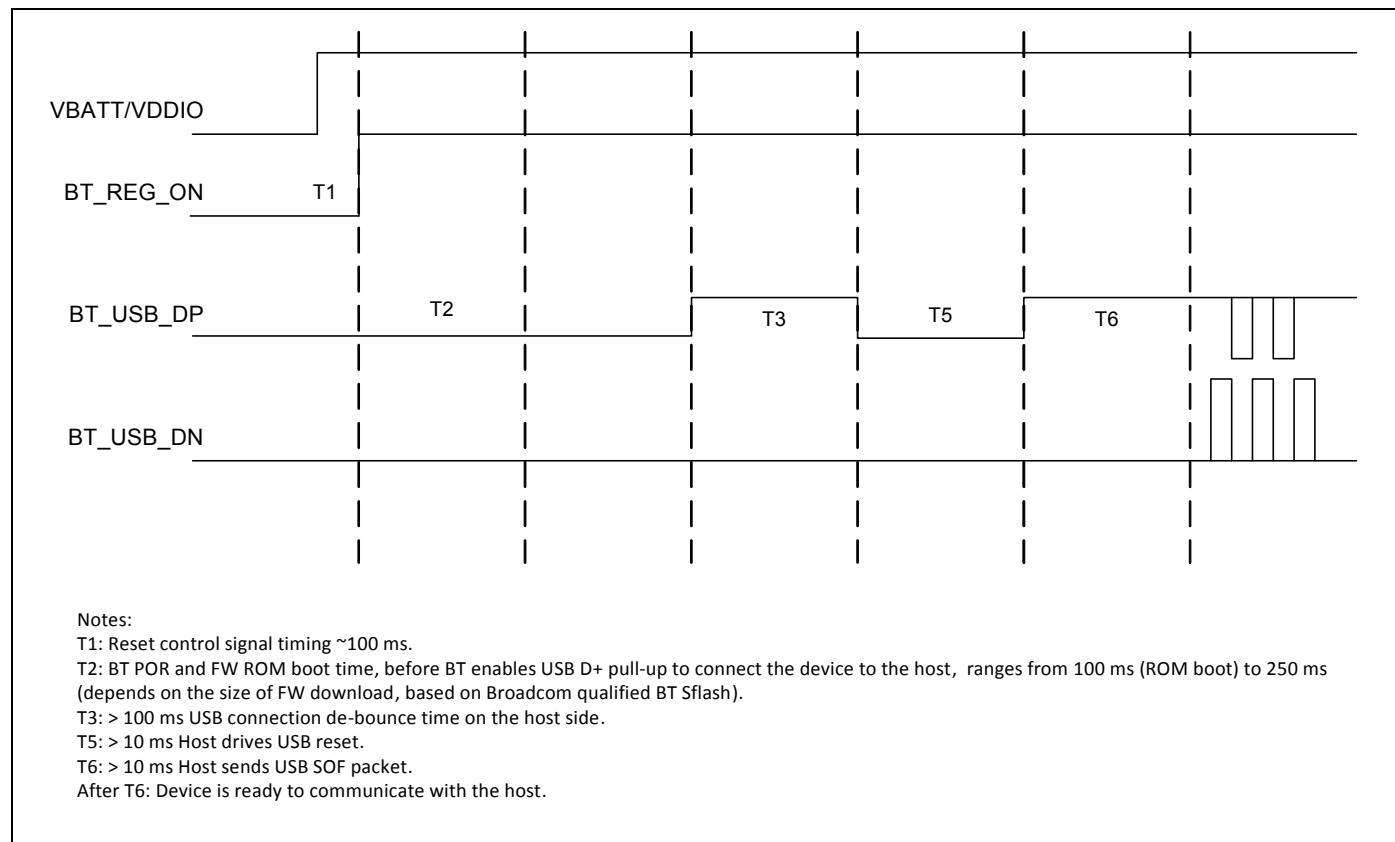 VBATT/VDDIO
BT_REG_ON T1
BT_USB_DP T2 T3 T5 T6
BT_USB_DN
Notes:
T1: Reset control signal timing ~100 ms.
T2: BT POR and FW ROM boot time, before BT enables USB D+ pull-up to connect the device to the host, ranges from 100 ms (ROM boot) to 250 ms
(depends on the size of FW download, based on Broadcom qualified BT Sflash).
T3: > 100 ms USB connection de-bounce time on the host side.
T5: > 10 ms Host drives USB reset.
T6: > 10 ms Host sends USB SOF packet.
After T6: Device is ready to communicate with the host.